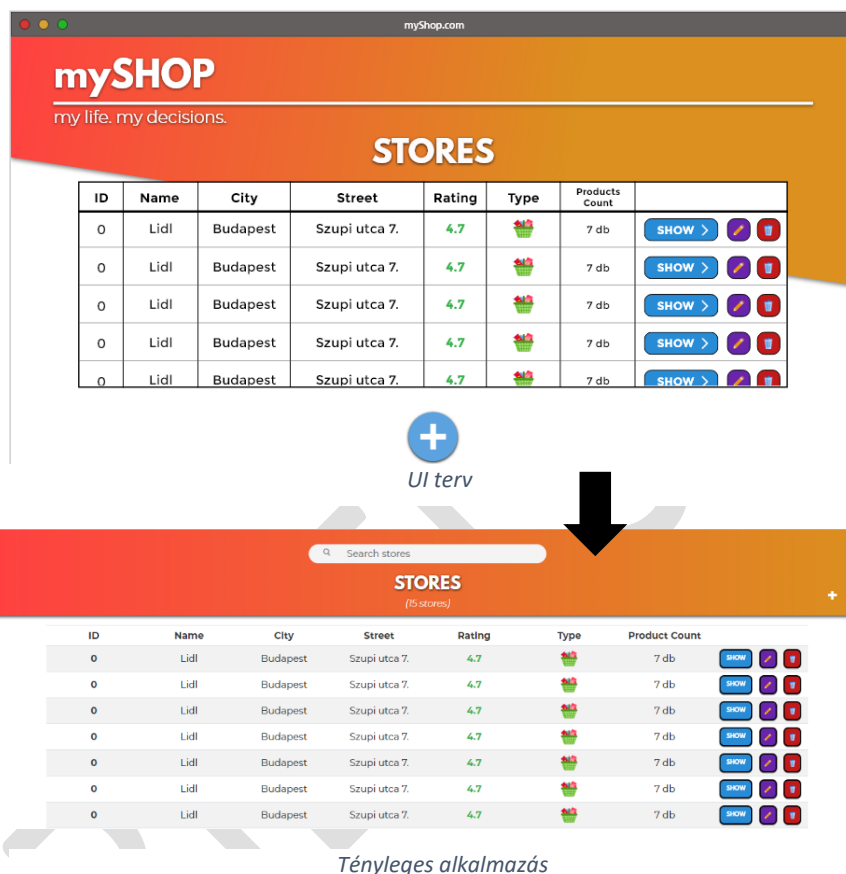 myShop.com
mySHOP
my life. my decisions.
STORES
ID Name City Street Rating Type Products Count
0 Lidl Budapest Szupi utca 7. 4.7 7 db SHOW >
0 Lidl Budapest Szupi utca 7. 4.7 7 db SHOW >
0 Lidl Budapest Szupi utca 7. 4.7 7 db SHOW >
0 Lidl Budapest Szupi utca 7. 4.7 7 db SHOW >
0 Lidl Budapest Szupi utca 7. 4.7 7 db SHOW >
UI terv
Search stores
STORES
(15 stores)
ID Name City Street Rating Type Product Count
0 Lidl Budapest Szupi utca 7. 4.7 7 db SHOW
0 Lidl Budapest Szupi utca 7. 4.7 7 db SHOW
0 Lidl Budapest Szupi utca 7. 4.7 7 db SHOW
0 Lidl Budapest Szupi utca 7. 4.7 7 db SHOW
0 Lidl Budapest Szupi utca 7. 4.7 7 db SHOW
0 Lidl Budapest Szupi utca 7. 4.7 7 db SHOW
0 Lidl Budapest Szupi utca 7. 4.7 7 db SHOW
Tényleges alkalmazás